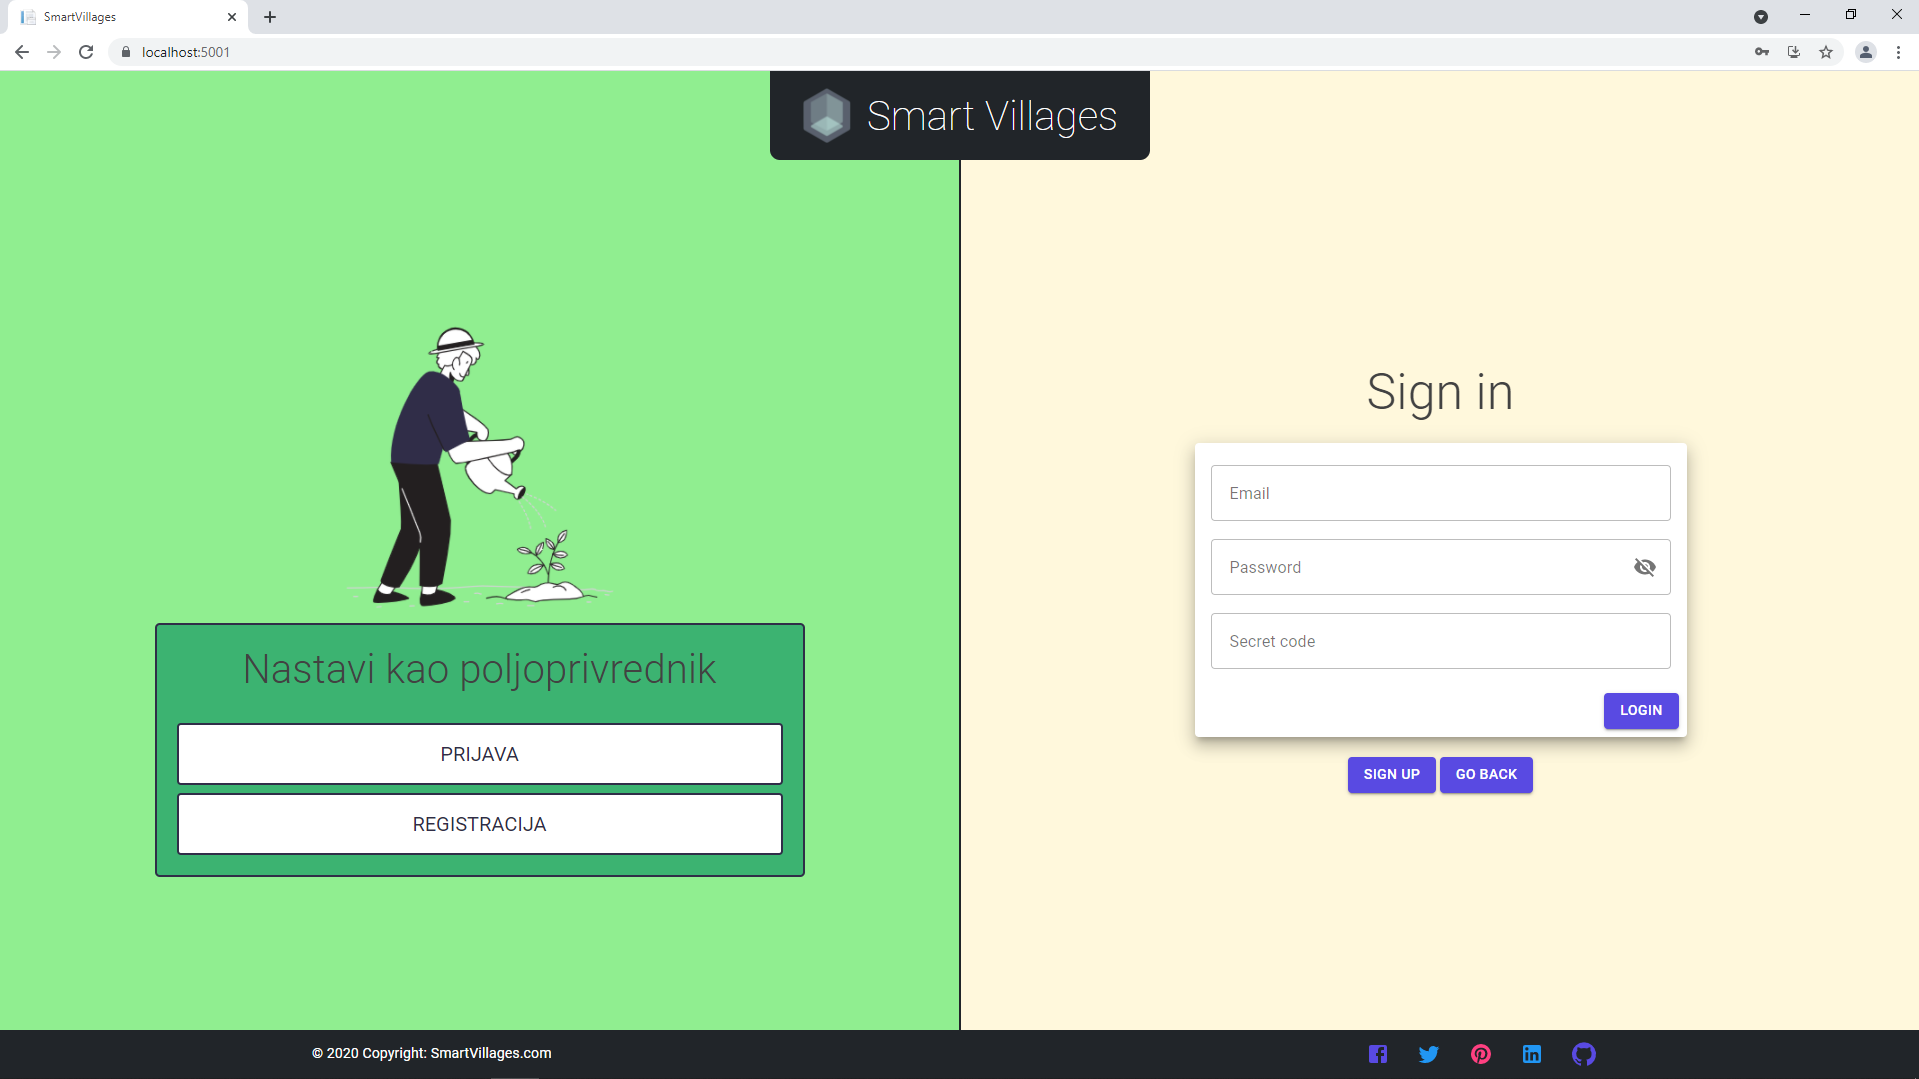 SmartVillages
localhost:5001
Smart Villages
Nastavi kao poljoprivrednik
PRIJAVA
REGISTRACIJA
Sign in
Email
Password
Secret code
LOGIN
SIGN UP GO BACK
© 2020 Copyright: SmartVillages.com